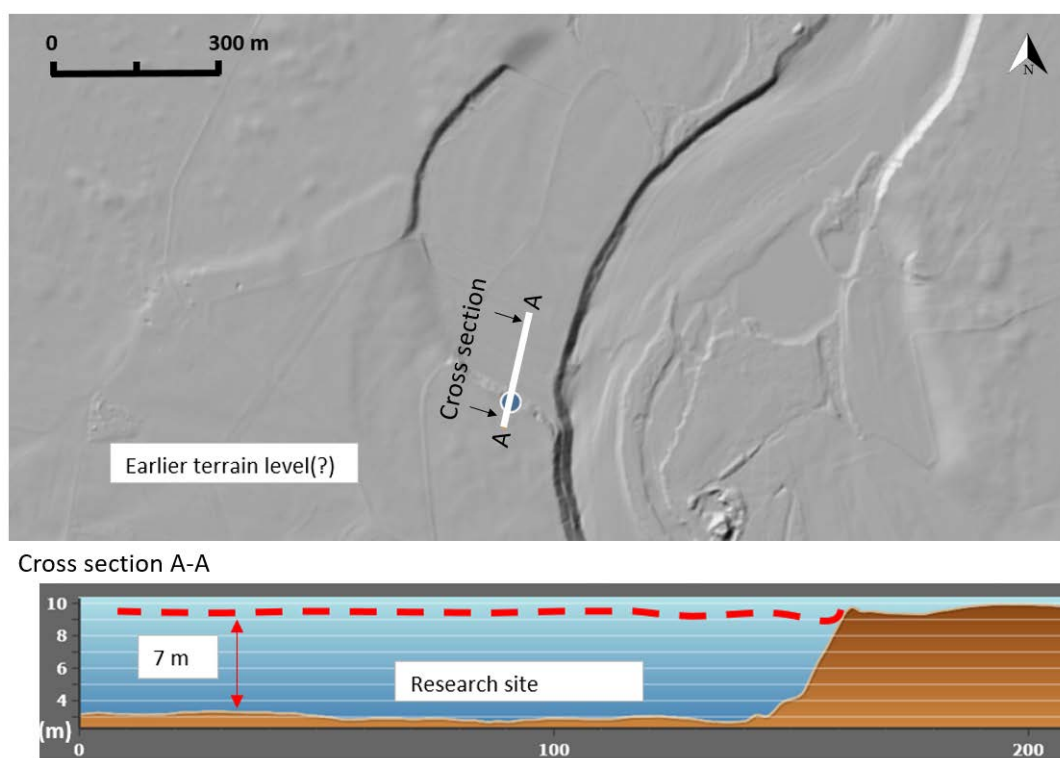 0 300 m
N
Cross section
A
A
Earlier terrain level(?)
Cross section A-A
10
8
7 m
6
Research site
4
(m)
0 100 200